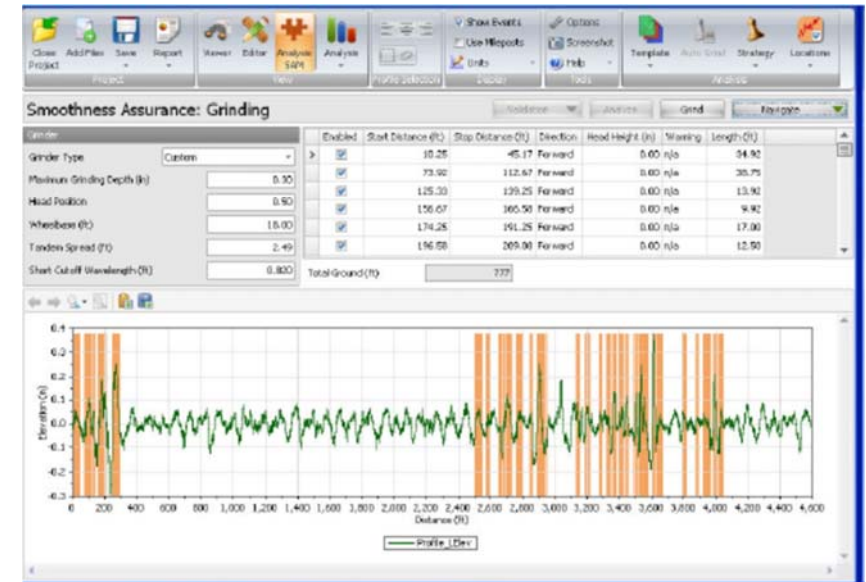 Close Project Add Files Save Report Viewer Editor Analysis SAM Analysis Show Events Use Mileposts Units Options Screenshot Help Template Auto Grind Strategy Locations
Project View Profile Selection Display Tools Analysis
Smoothness Assurance: Grinding Analyze Grind Navigate
Grinder
Grinder Type Custom
Maximum Grinding Depth (in) 0.30
Head Position 0.50
Wheelbase (ft) 18.00
Tandem Spread (ft) 2.49
Short Cutoff Wavelength (ft) 0.820
Enabled Start Distance (ft) Stop Distance (ft) Direction Head Height (in) Warning Length (ft)
10.25 45.17 Forward 0.00 n/a 34.92
73.92 112.67 Forward 0.00 n/a 38.75
125.33 139.25 Forward 0.00 n/a 13.92
156.67 166.58 Forward 0.00 n/a 9.92
174.25 191.25 Forward 0.00 n/a 17.00
196.58 209.08 Forward 0.00 n/a 12.50
Total Ground (ft) 777
Elevation (in)
0.4
0.3
0.2
0.1
0.0
-0.1
-0.2
-0.3
0 200 400 600 800 1,000 1,200 1,400 1,600 1,800 2,000 2,200 2,400 2,600 2,800 3,000 3,200 3,400 3,600 3,800 4,000 4,200 4,400 4,600
Distance (ft)
Profile_LElev